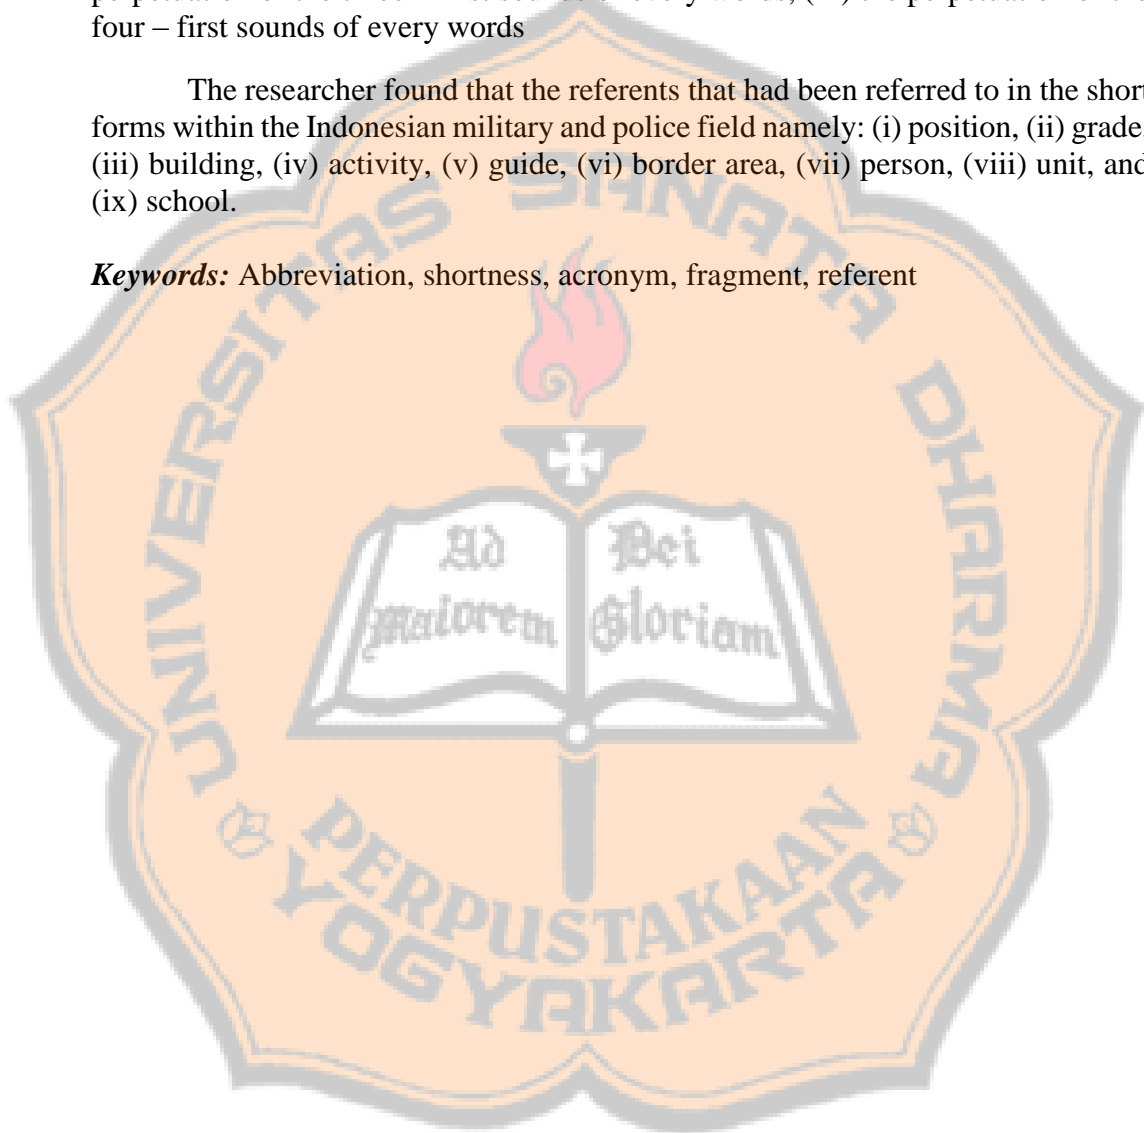 four – first sounds of every words
The researcher found that the referents that had been referred to in the short
forms within the Indonesian military and police field namely: (i) position, (ii) grade,
(iii) building, (iv) activity, (v) guide, (vi) border area, (vii) person, (viii) unit, and
(ix) school.
Keywords: Abbreviation, shortness, acronym, fragment, referent
UNIVERSITAS SANATA DHARMA
Ad Dei
Maiorem Gloriam
PERPUSTAKAAN
YOGYAKARTA